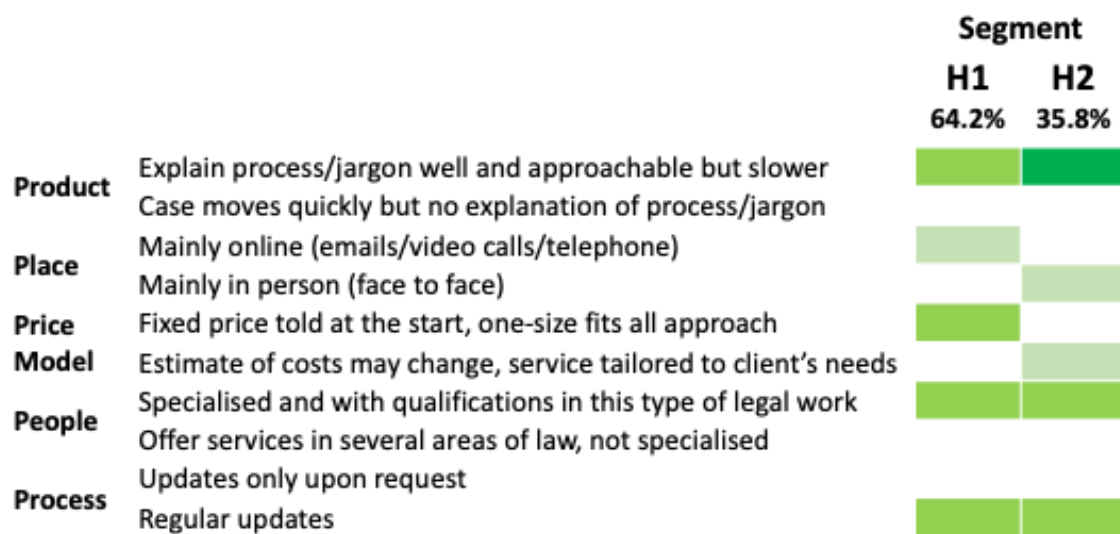 Segment
H1 H2
64.2% 35.8%
Product
Explain process/jargon well and approachable but slower
Case moves quickly but no explanation of process/jargon
Place
Mainly online (emails/video calls/telephone)
Mainly in person (face to face)
Price Fixed price told at the start, one-size fits all approach
Model Estimate of costs may change, service tailored to client's needs
People
Specialised and with qualifications in this type of legal work
Offer services in several areas of law, not specialised
Process
Updates only upon request
Regular updates